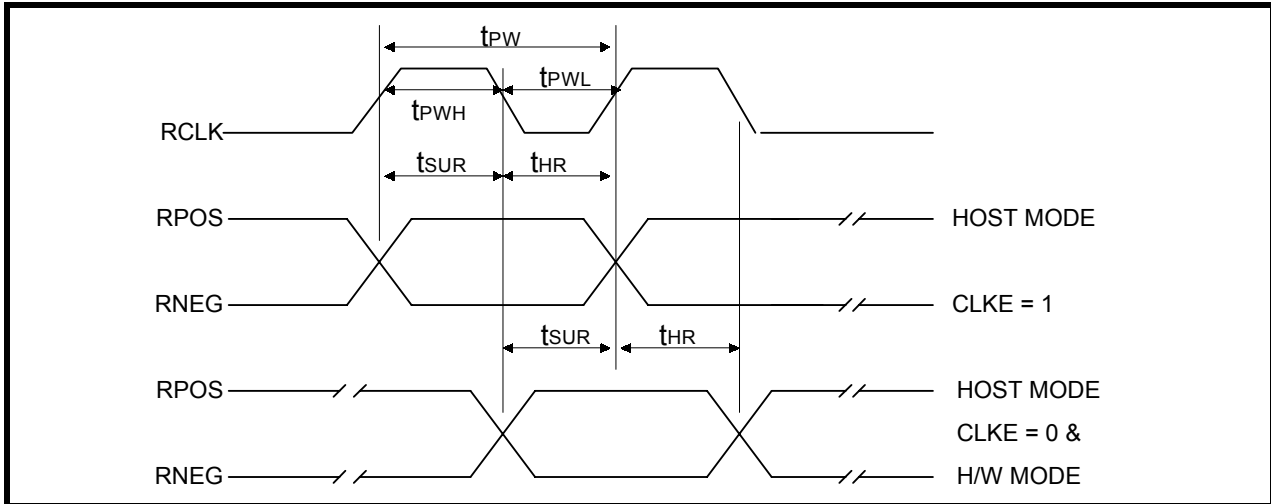 tPW
tPWL
tPWH
RCLK
tSUR tHR
RPOS HOST MODE
RNEG CLKE = 1
tSUR tHR
RPOS HOST MODE
CLKE = 0 &
RNEG H/W MODE